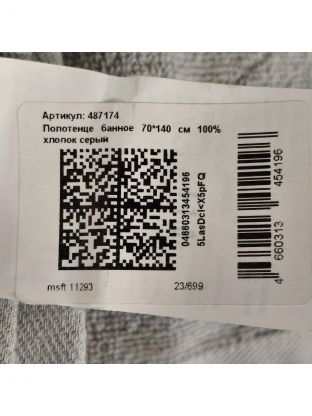 Артикул: 487174
Полотенце банное 70*140 см 100%
хлопок серый
04660313454196
5LasDcl<X5pFQ
4 660313 454196
msft 11293
23/699